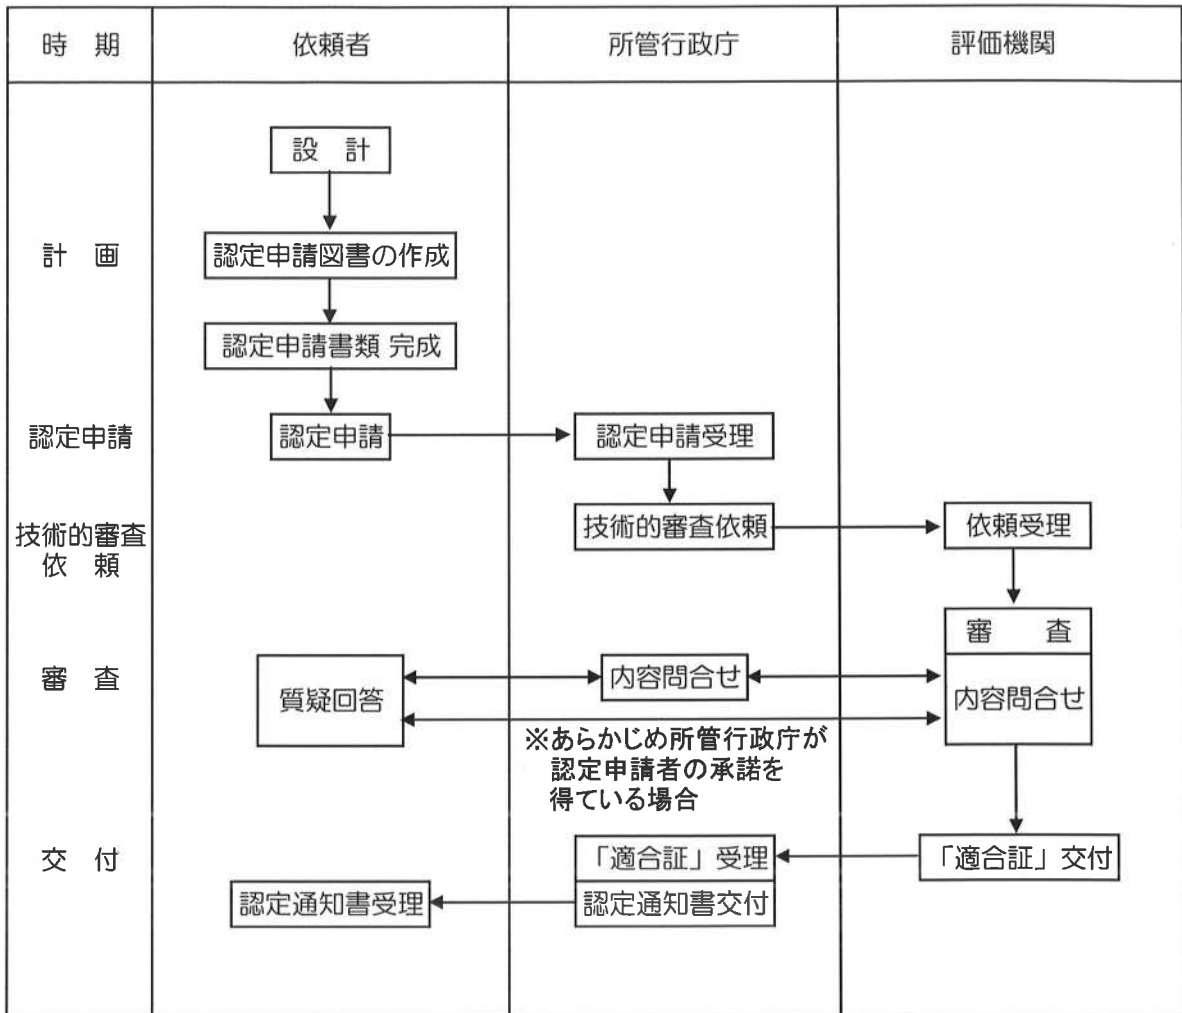 時 期
依頼者
所管行政庁
評価機関
設 計
計 画
認定申請図書の作成
認定申請書類 完成
認定申請
認定申請
認定申請受理
技術的審査
依 頼
技術的審査依頼
依頼受理
審 査
審 査
質疑回答
内容問合せ
内容問合せ
※あらかじめ所管行政庁が
認定申請者の承諾を
得ている場合
交 付
「適合証」受理
「適合証」交付
認定通知書受理
認定通知書交付